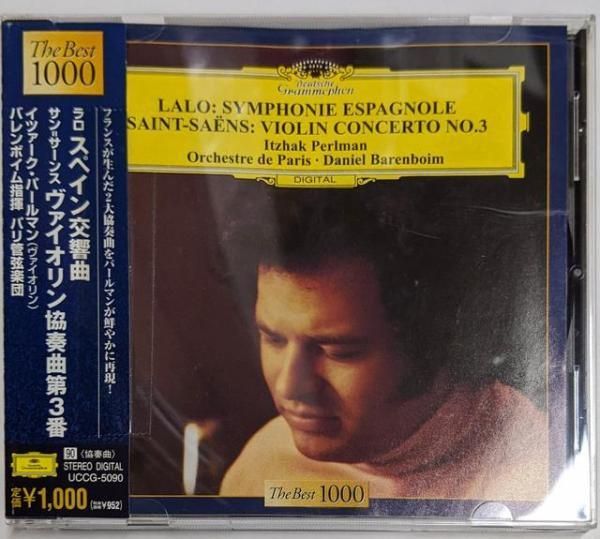 The Best
1000
フランスが生んだ2大協奏曲をパールマンが鮮やかに再現!
ラロ スペイン交響曲
サン=サーンス ヴァイオリン協奏曲第3番
イツァーク・パールマン(ヴァイオリン)
バレンボイム指揮 パリ管弦楽団
90 〈協奏曲〉
STEREO DIGITAL
UCCG-5090
定価¥1,000(税抜価格¥952)
Deutsche
Grammophon
LALO: SYMPHONIE ESPAGNOLE
SAINT-SAËNS: VIOLIN CONCERTO NO.3
Itzhak Perlman
Orchestre de Paris · Daniel Barenboim
DIGITAL
The Best 1000